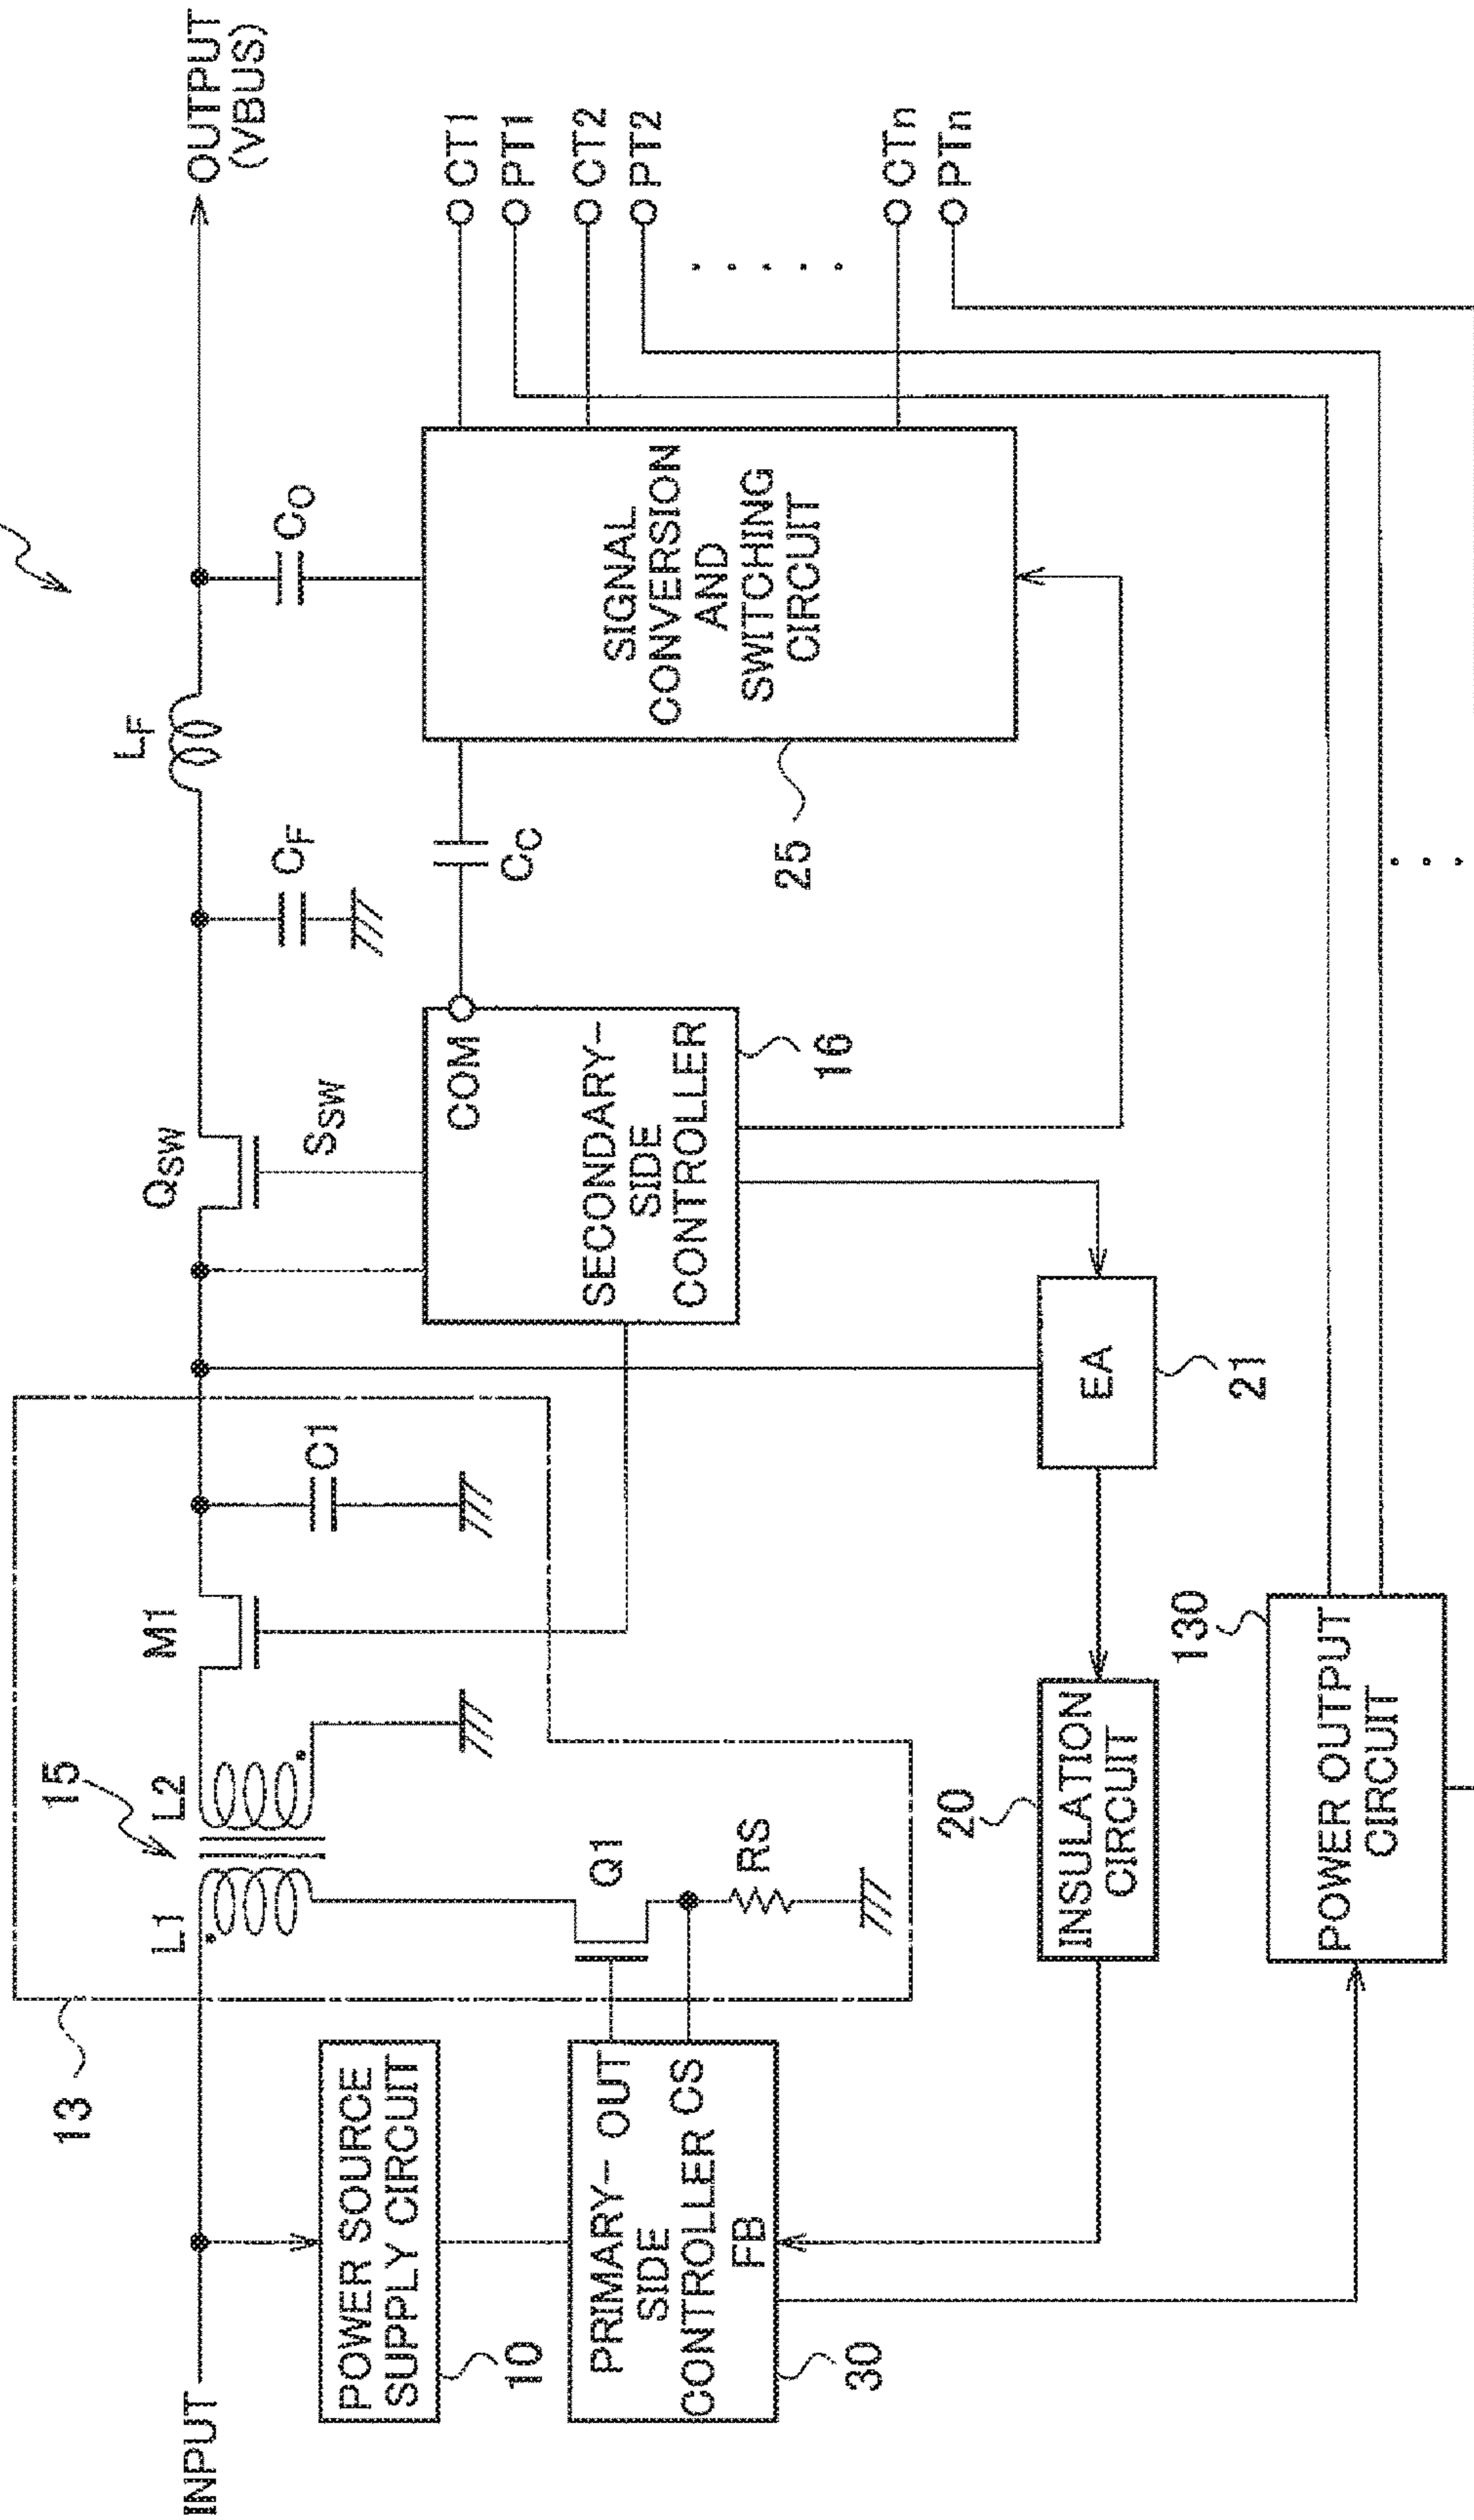 OUTPUT
(VBUS)
INPUT
13
15
L1
L2
M1
C1
QSW
SSW
CF
LF
CO
CT1
PT1
CT2
PT2
CTn
PTn
. . . . .
POWER SOURCE
SUPPLY CIRCUIT
10
PRIMARY-
SIDE
CONTROLLER
OUT
CS
FB
30
Q1
RS
COM
SECONDARY-
SIDE
CONTROLLER
16
CC
SIGNAL
CONVERSION
AND
SWITCHING
CIRCUIT
25
EA
21
INSULATION
CIRCUIT
20
POWER OUTPUT
CIRCUIT
130
. . .